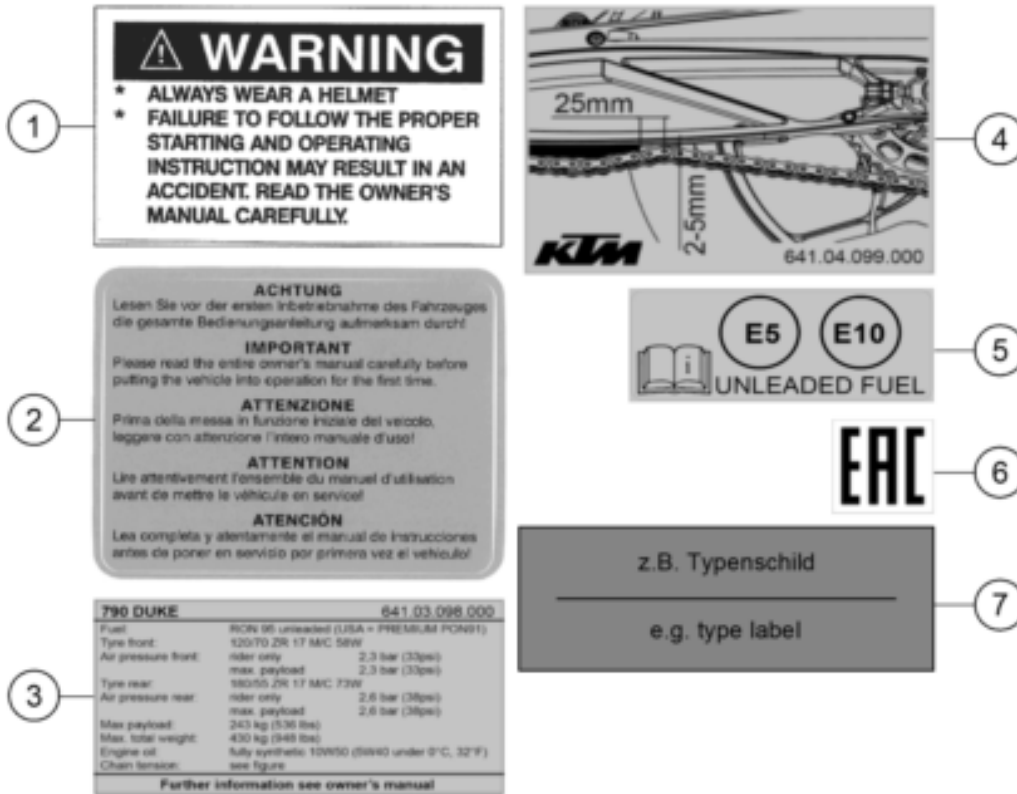 WARNING
* ALWAYS WEAR A HELMET
* FAILURE TO FOLLOW THE PROPER
STARTING AND OPERATING
INSTRUCTION MAY RESULT IN AN
ACCIDENT. READ THE OWNER'S
MANUAL CAREFULLY.
1
ACHTUNG
Lesen Sie vor der ersten Inbetriebnahme des Fahrzeuges
die gesamte Bedienungsanleitung aufmerksam durch!
IMPORTANT
Please read the entire owner's manual carefully before
putting the vehicle into operation for the first time.
ATTENZIONE
Prima della messa in funzione iniziale del veicolo,
leggere con attenzione l'intero manuale d'uso!
ATTENTION
Lire attentivement l'ensemble du manuel d'utilisation
avant de mettre le véhicule en service!
ATENCIÓN
Lea completa y atentamente el manual de instrucciones
antes de poner en servicio por primera vez el vehiculo!
2
790 DUKE 641.03.098.000
Fuel: RON 95 unleaded (USA = PREMIUM PON91)
Tyre front: 120/70 ZR 17 M/C 58W
Air pressure front: rider only 2,3 bar (33psi)
max. payload 2,3 bar (33psi)
Tyre rear: 180/55 ZR 17 M/C 73W
Air pressure rear: rider only 2,6 bar (38psi)
max. payload 2,6 bar (38psi)
Max payload: 243 kg (536 lbs)
Max. total weight: 430 kg (948 lbs)
Engine oil: fully synthetic 10W50 (5W40 under 0°C, 32°F)
Chain tension: see figure
Further information see owner's manual
3
25mm
2-5mm
KTM
641.04.099.000
4
E5 E10
i
UNLEADED FUEL
5
EAC
6
z.B. Typenschild
e.g. type label
7